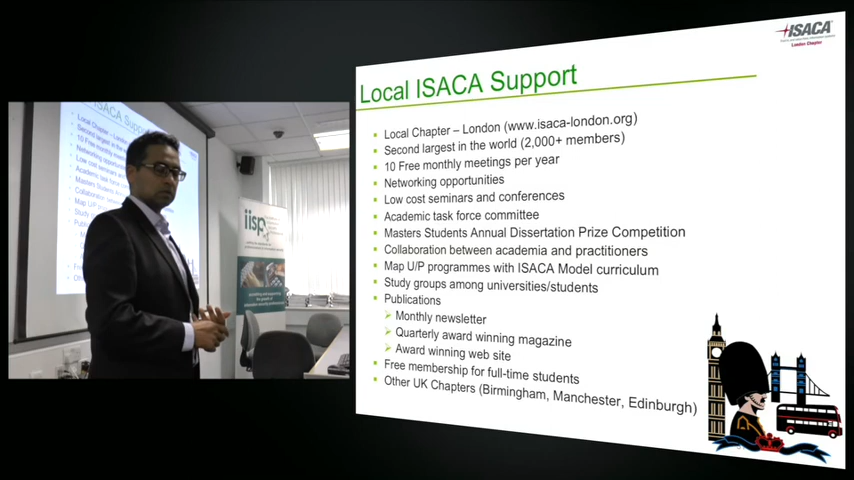 ISACA
London Chapter
Local ISACA Support
Local Chapter – London (www.isaca-london.org)
Second largest in the world (2,000+ members)
10 Free monthly meetings per year
Networking opportunities
Low cost seminars and conferences
Academic task force committee
Masters Students Annual Dissertation Prize Competition
Collaboration between academia and practitioners
Map U/P programmes with ISACA Model curriculum
Study groups among universities/students
Publications
Monthly newsletter
Quarterly award winning magazine
Award winning web site
Free membership for full-time students
Other UK Chapters (Birmingham, Manchester, Edinburgh)
iisp